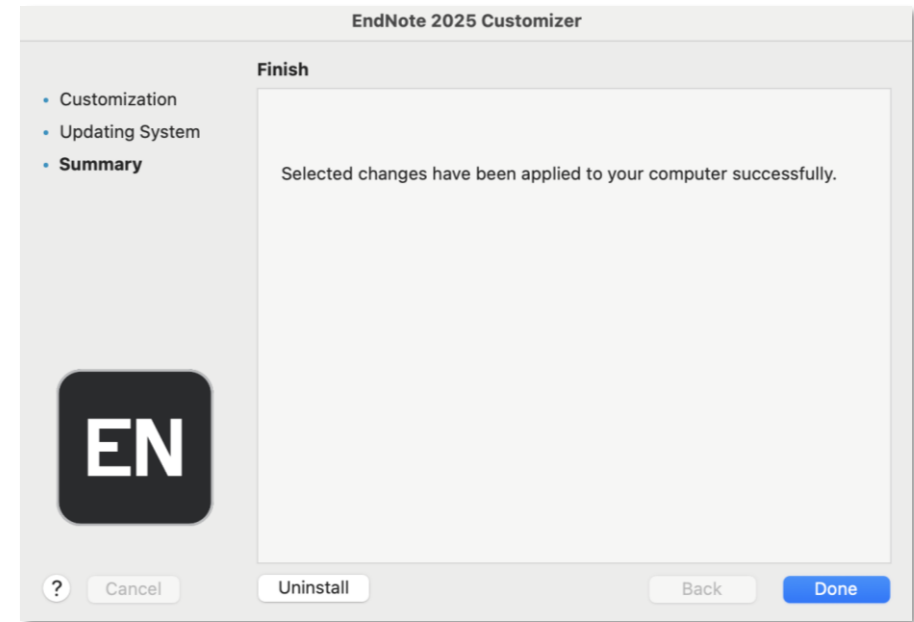 EndNote 2025 Customizer
Finish
Customization
Updating System
Summary
Selected changes have been applied to your computer successfully.
EN
? Cancel Uninstall Back Done